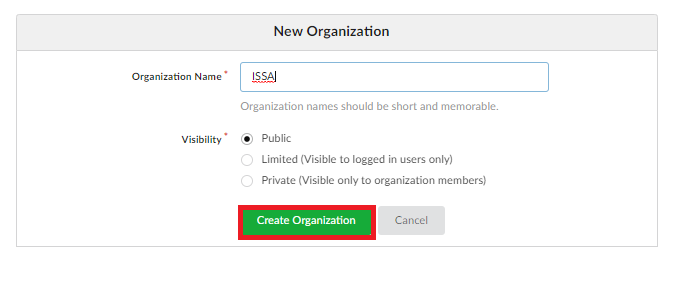 New Organization
Organization Name *
ISSA
Organization names should be short and memorable.
Visibility *
Public
Limited (Visible to logged in users only)
Private (Visible only to organization members)
Create Organization
Cancel